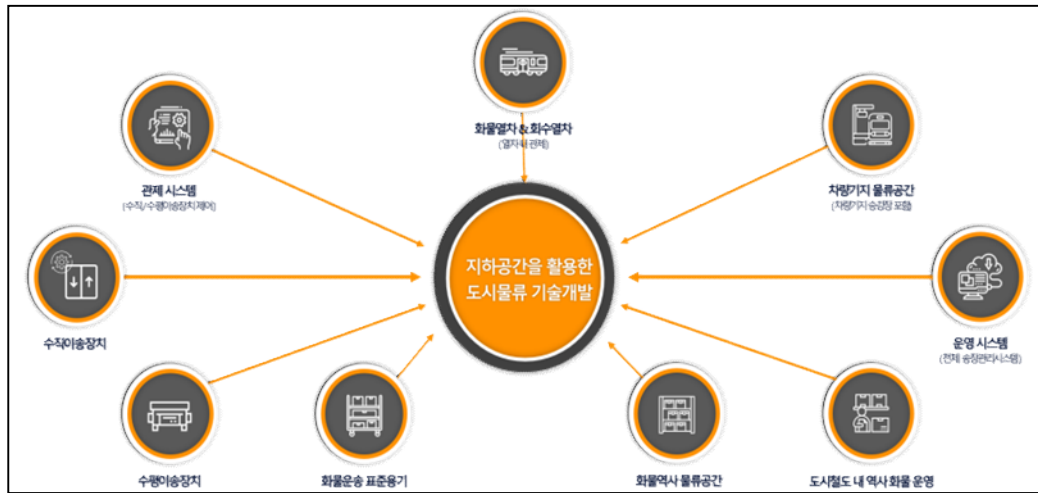 화물열차 & 회수열차
(열차 내 관제)
관제 시스템
(수직/수평이송장치 제어)
차량기지 물류공간
(차량기지 승강장 포함)
지하공간을 활용한
도시물류 기술개발
수직이송장치
운영 시스템
(전체 송장관리시스템)
수평이송장치
화물운송 표준용기
화물역사 물류공간
도시철도 내 역사 화물 운영